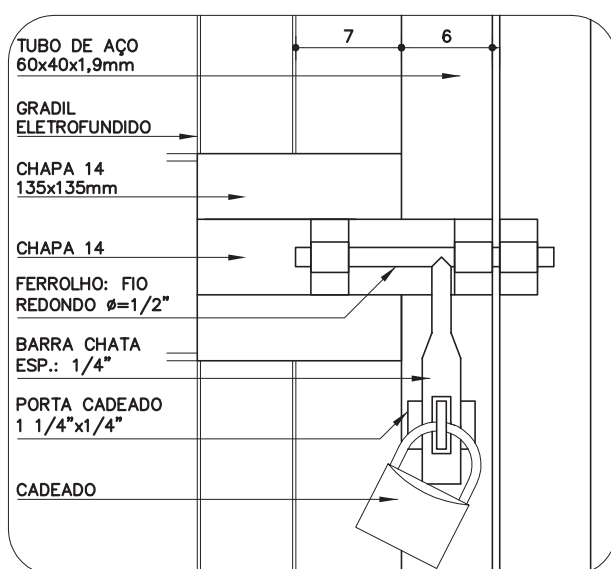 7
6
TUBO DE AÇO
60x40x1,9mm
GRADIL
ELETROFUNDIDO
CHAPA 14
135x135mm
CHAPA 14
FERROLHO: FIO
REDONDO ø=1/2"
BARRA CHATA
ESP.: 1/4"
PORTA CADEADO
1 1/4"x1/4"
CADEADO